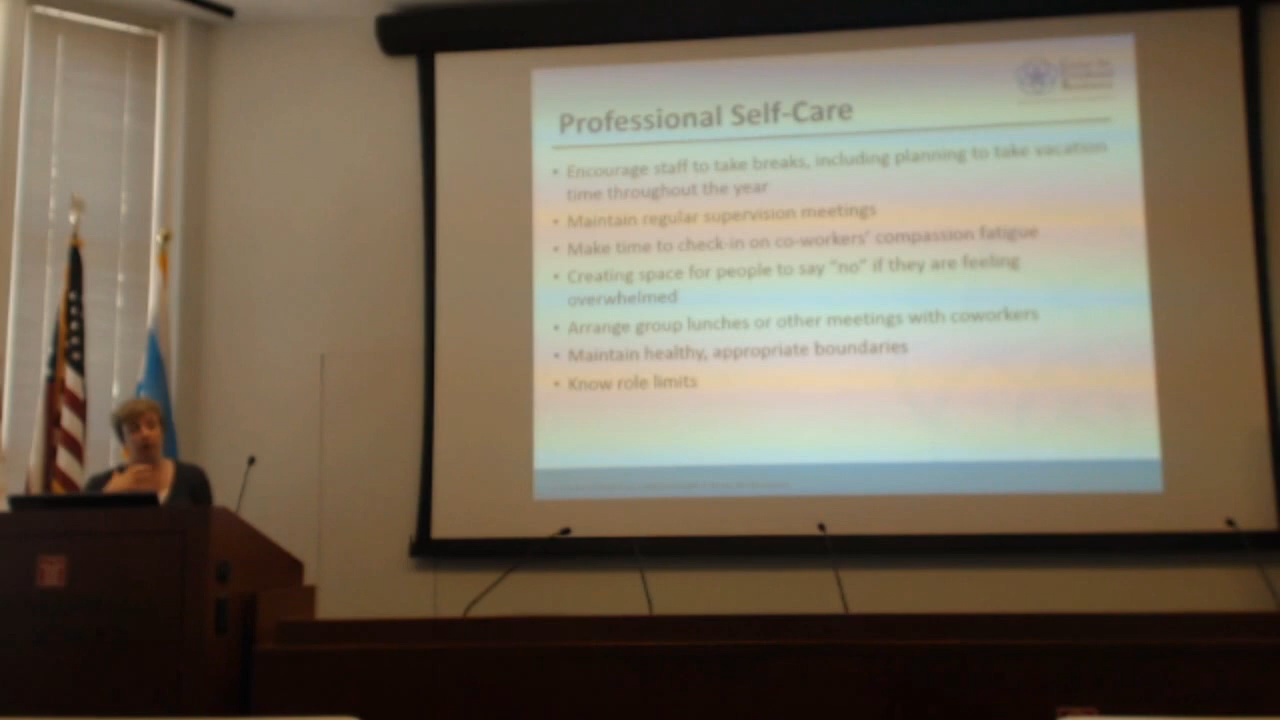 Professional Self-Care
• Encourage staff to take breaks, including planning to take vacation
time throughout the year
• Maintain regular supervision meetings
• Make time to check-in on co-workers' compassion fatigue
• Creating space for people to say "no" if they are feeling
overwhelmed
• Arrange group lunches or other meetings with coworkers
• Maintain healthy, appropriate boundaries
• Know role limits